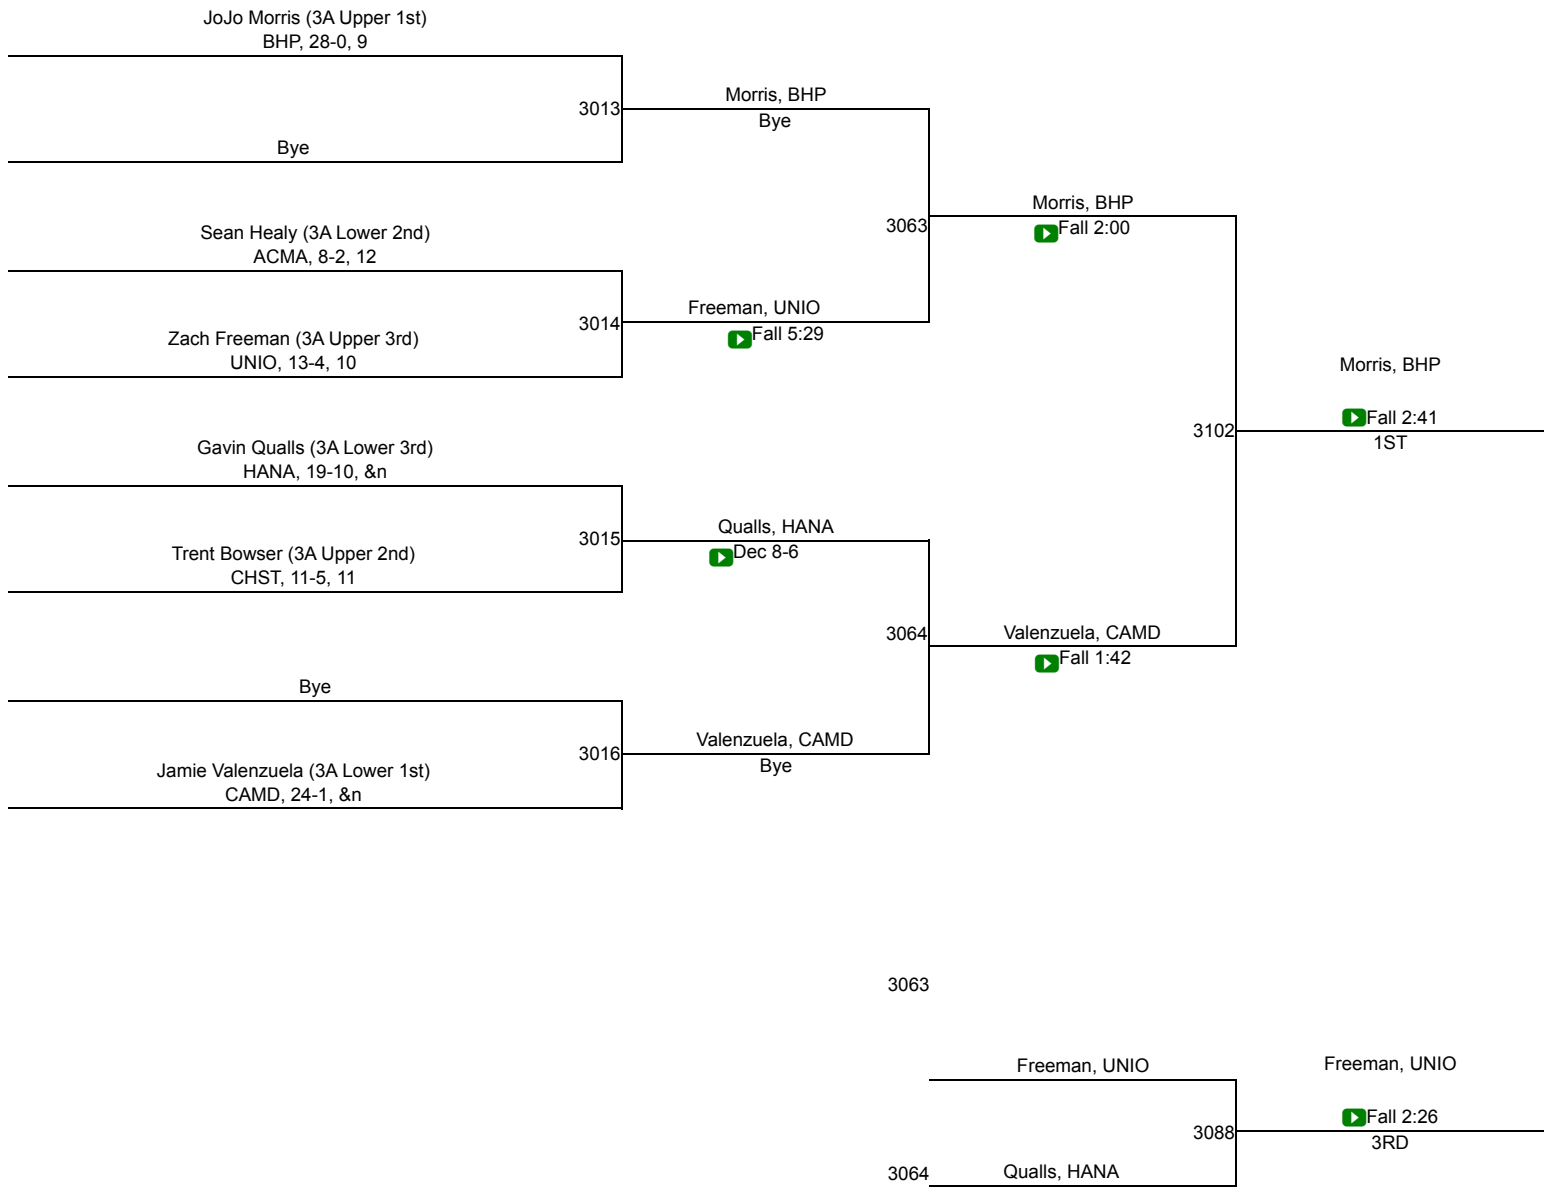 JoJo Morris (3A Upper 1st)
BHP, 28-0, 9
3013
Morris, BHP
Bye
Bye
Sean Healy (3A Lower 2nd)
ACMA, 8-2, 12
3063
Morris, BHP
Fall 2:00
3014
Freeman, UNIO
Fall 5:29
Zach Freeman (3A Upper 3rd)
UNIO, 13-4, 10
Morris, BHP
3102
Fall 2:41
1ST
Gavin Qualls (3A Lower 3rd)
HANA, 19-10, &n
3015
Qualls, HANA
Dec 8-6
Trent Bowser (3A Upper 2nd)
CHST, 11-5, 11
3064
Valenzuela, CAMD
Fall 1:42
Bye
3016
Valenzuela, CAMD
Bye
Jamie Valenzuela (3A Lower 1st)
CAMD, 24-1, &n
3063
Freeman, UNIO
Freeman, UNIO
3088
Fall 2:26
3RD
3064
Qualls, HANA